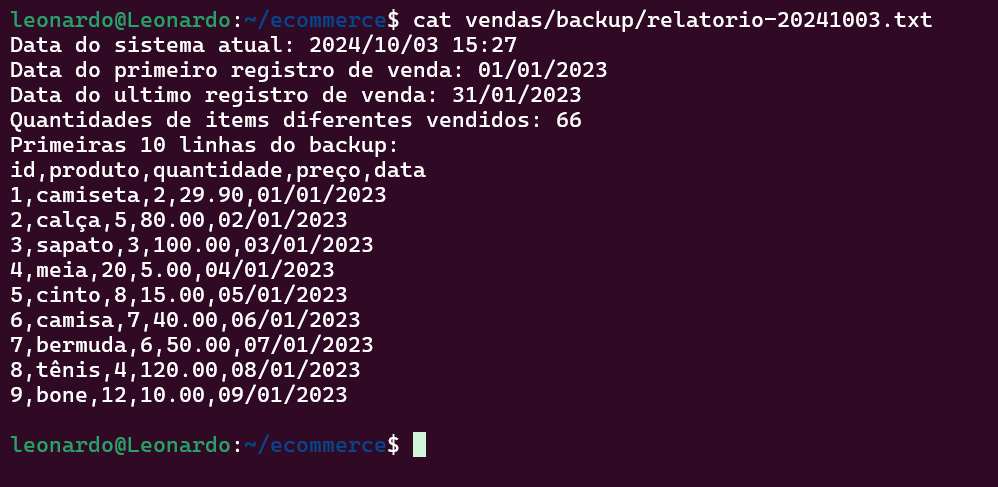 leonardo@Leonardo:~/ecommerce$ cat vendas/backup/relatorio-20241003.txt
Data do sistema atual: 2024/10/03 15:27
Data do primeiro registro de venda: 01/01/2023
Data do ultimo registro de venda: 31/01/2023
Quantidades de items diferentes vendidos: 66
Primeiras 10 linhas do backup:
id,produto,quantidade,preço,data
1,camiseta,2,29.90,01/01/2023
2,calça,5,80.00,02/01/2023
3,sapato,3,100.00,03/01/2023
4,meia,20,5.00,04/01/2023
5,cinto,8,15.00,05/01/2023
6,camisa,7,40.00,06/01/2023
7,bermuda,6,50.00,07/01/2023
8,tênis,4,120.00,08/01/2023
9,bone,12,10.00,09/01/2023
leonardo@Leonardo:~/ecommerce$